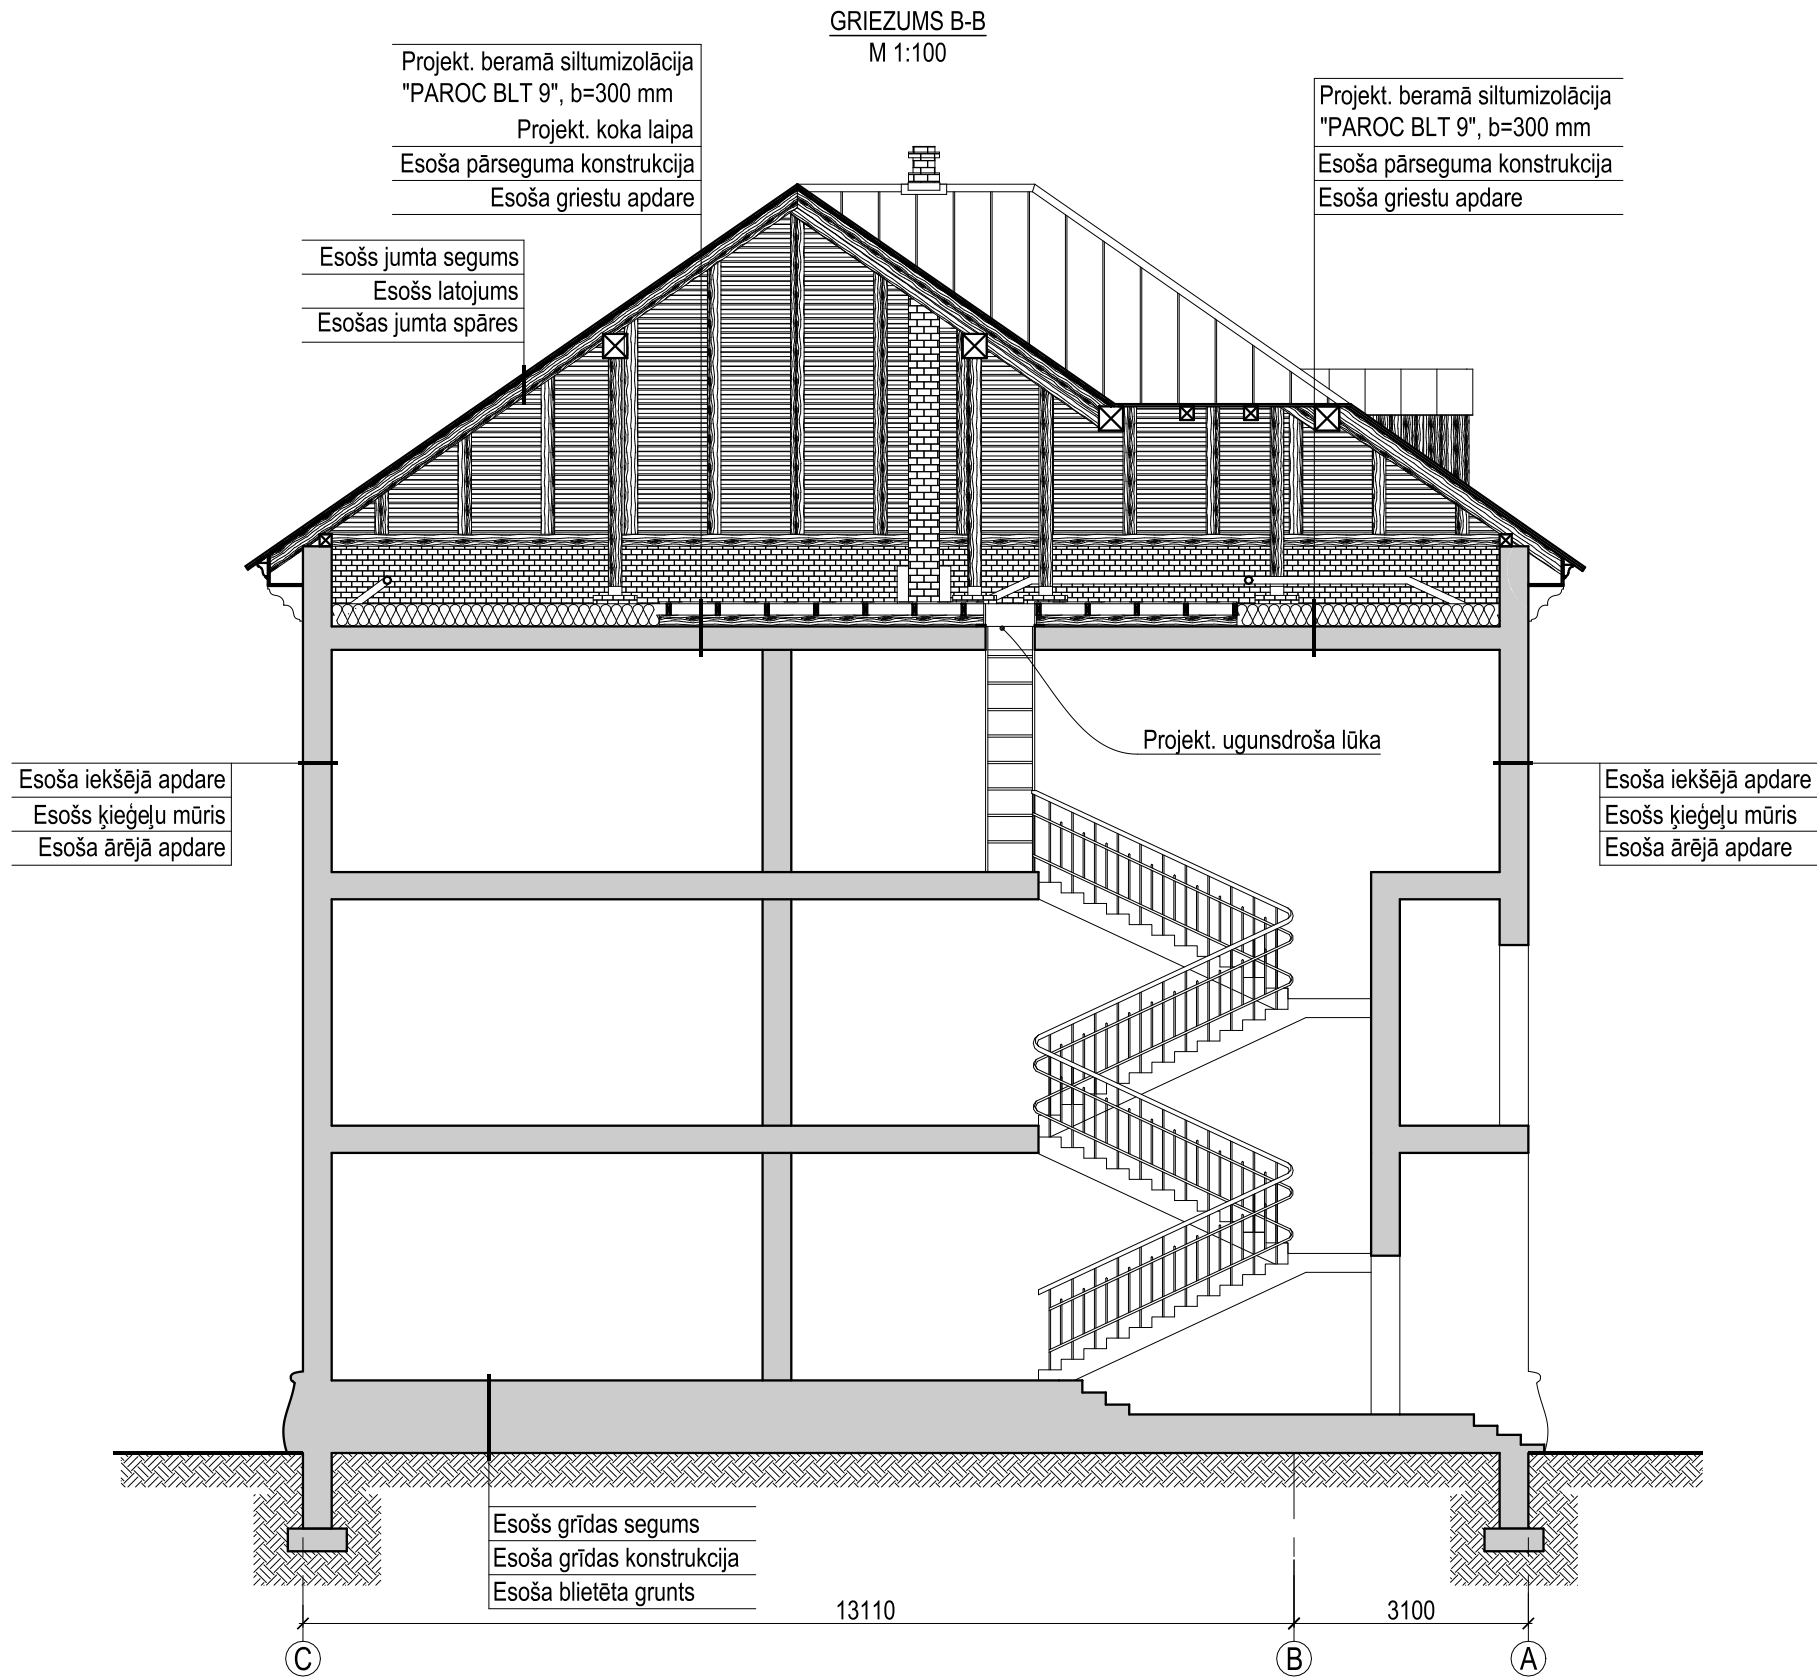 GRIEZUMS B-B
M 1:100
Projekt. beramā siltumizolācija
"PAROC BLT 9", b=300 mm
Projekt. koka laipa
Esoša pārseguma konstrukcija
Esoša griestu apdare
Projekt. beramā siltumizolācija
"PAROC BLT 9", b=300 mm
Esoša pārseguma konstrukcija
Esoša griestu apdare
Esošs jumta segums
Esošs latojums
Esošas jumta spāres
Projekt. ugunsdroša lūka
Esoša iekšējā apdare
Esošs ķieģeļu mūris
Esoša ārējā apdare
Esoša iekšējā apdare
Esošs ķieģeļu mūris
Esoša ārējā apdare
Esošs grīdas segums
Esoša grīdas konstrukcija
Esoša blietēta grunts
13110
3100
C
B
A